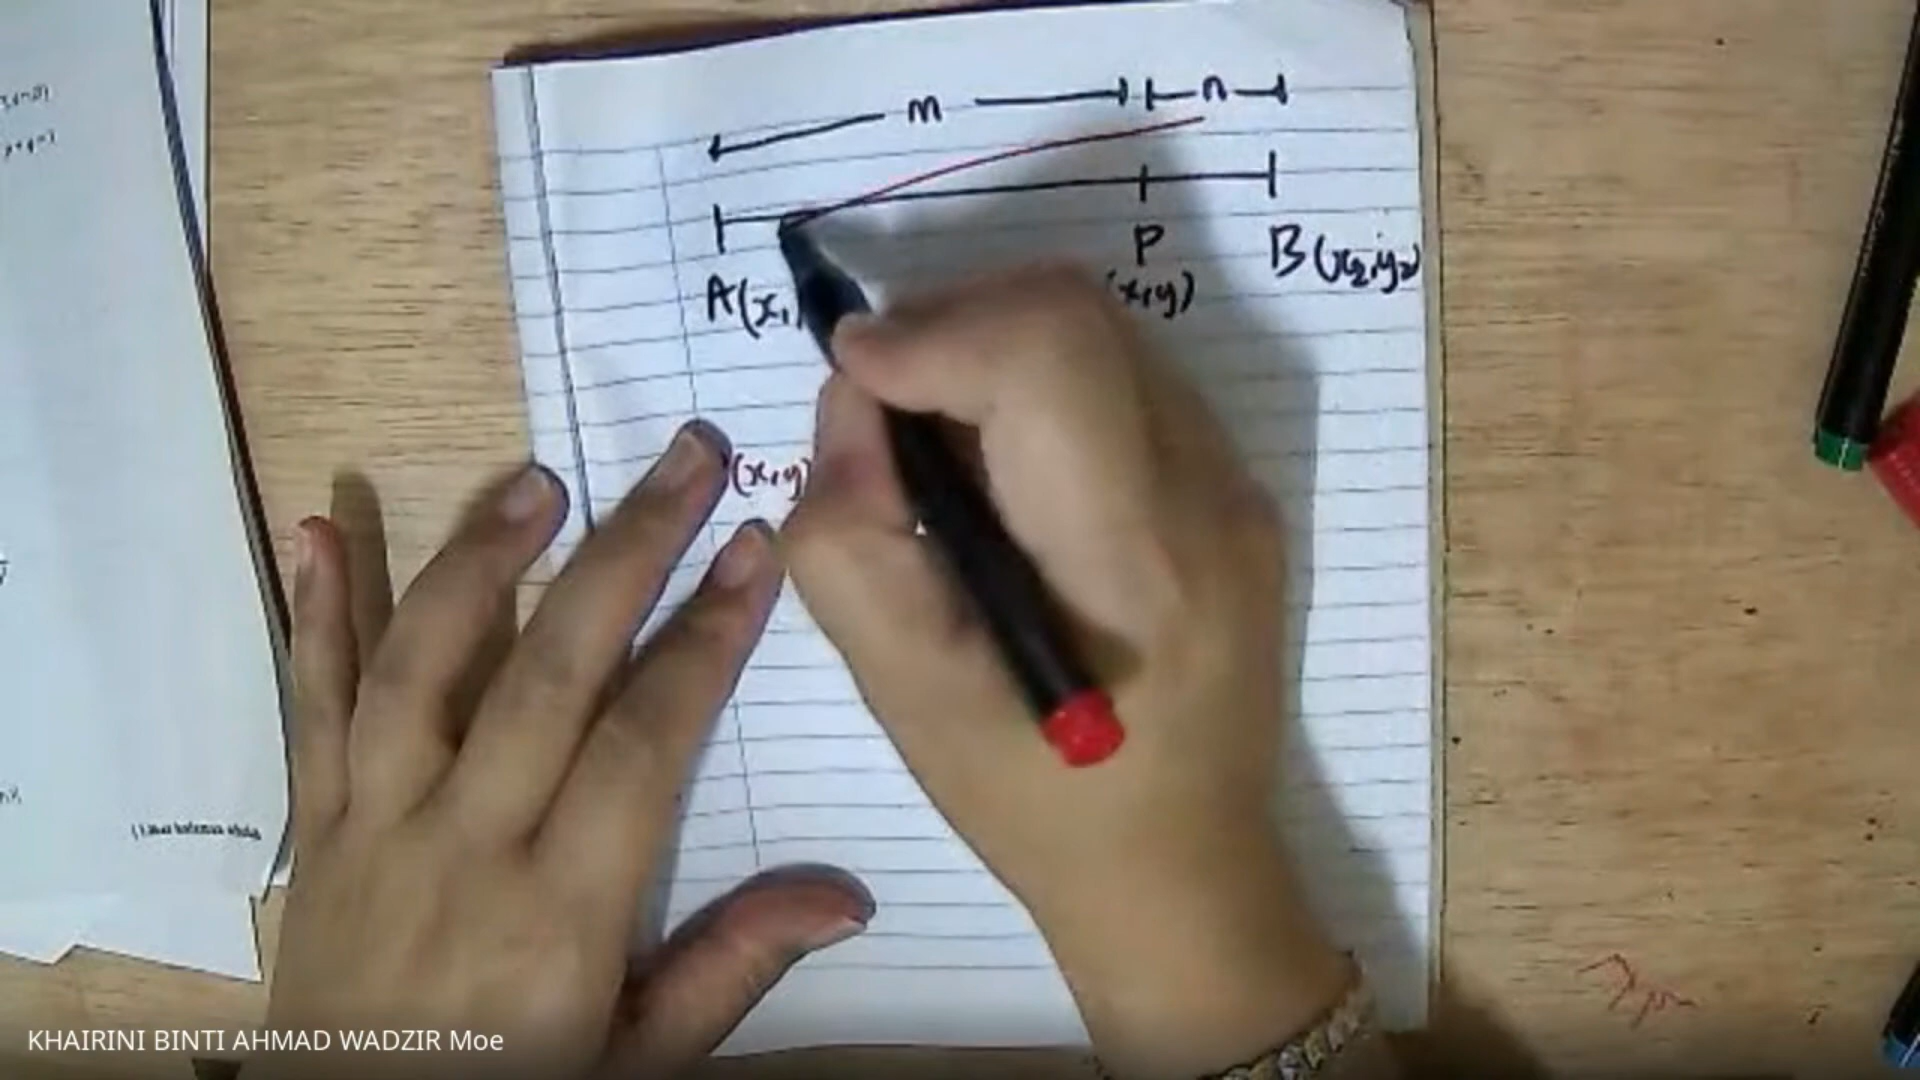 m n
P B(x₂,y₂)
A(x₁ (x,y)
(x,y)
KHAIRINI BINTI AHMAD WADZIR Moe